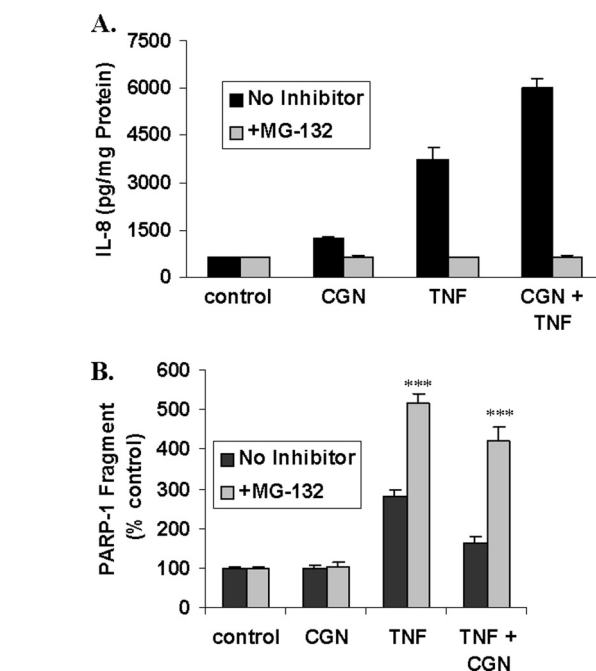 A.
IL-8 (pg/mg Protein)
7500
6000
4500
3000
1500
0
No Inhibitor
+MG-132
control
CGN
TNF
CGN +
TNF
B.
PARP-1 Fragment
(% control)
600
500
400
300
200
100
0
No Inhibitor
+MG-132
***
***
control
CGN
TNF
TNF +
CGN